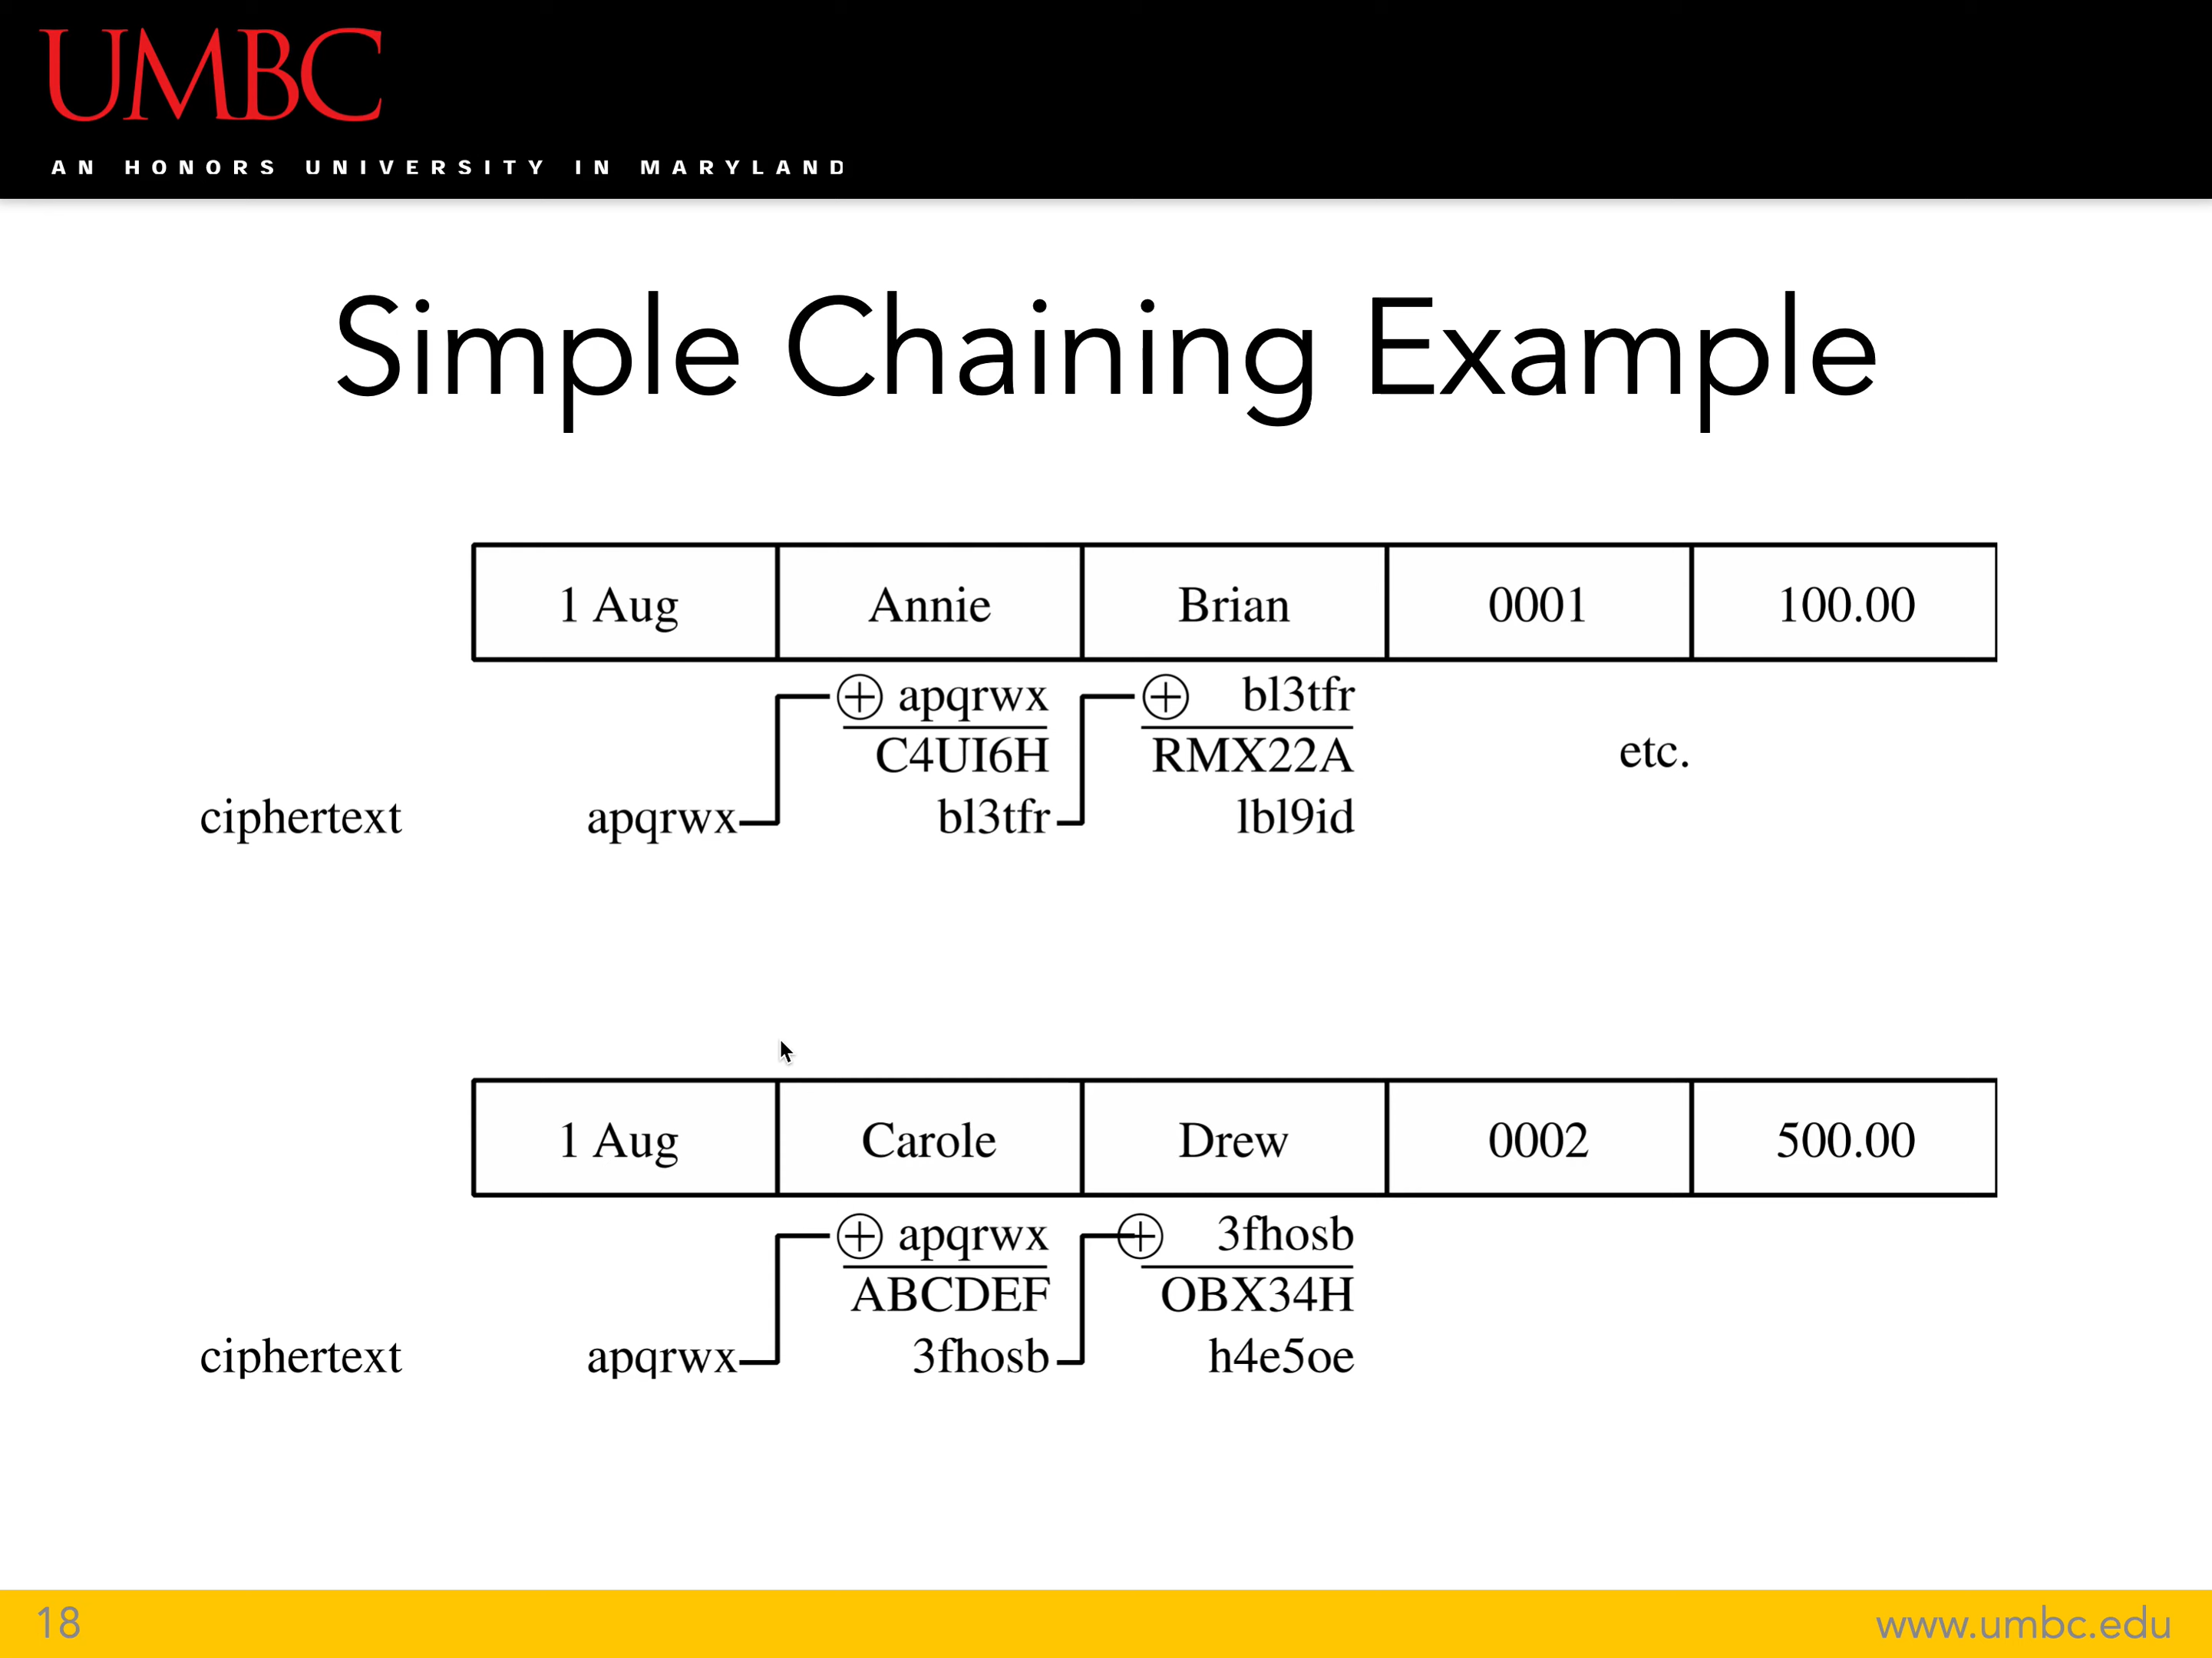 UMBC
AN HONORS UNIVERSITY IN MARYLAND
Simple Chaining Example
1 Aug Annie Brian 0001 100.00
⊕ apqrwx ⊕ bl3tfr
C4UI6H RMX22A etc.
ciphertext apqrwx bl3tfr lbl9id
1 Aug Carole Drew 0002 500.00
⊕ apqrwx ⊕ 3fhosb
ABCDEF OBX34H
ciphertext apqrwx 3fhosb h4e5oe
18 www.umbc.edu